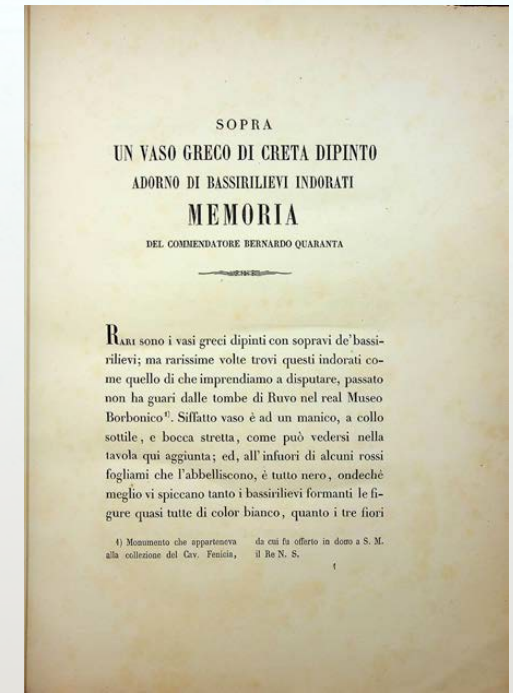 SOPRA
UN VASO GRECO DI CRETA DIPINTO
ADORNO DI BASSIRILIEVI INDORATI
MEMORIA
DEL COMMENDATORE BERNARDO QUARANTA
RARI sono i vasi greci dipinti con sopravi de'bassi-
rilievi; ma rarissime volte trovi questi indorati co-
me quello di che imprendiamo a disputare, passato
non ha guari dalle tombe di Ruvo nel real Museo
Borbonico 1). Siffatto vaso è ad un manico, a collo
sottile, e bocca stretta, come può vedersi nella
tavola qui aggiunta; ed, all'infuori di alcuni rossi
fogliami che l'abbelliscono, è tutto nero, ondeché
meglio vi spiccano tanto i bassirilievi formanti le fi-
gure quasi tutte di color bianco, quanto i tre fiori
1) Monumento che apparteneva
alla collezione del Cav. Fenicia,
da cui fu offerto in dono a S. M.
il Re N. S.
1